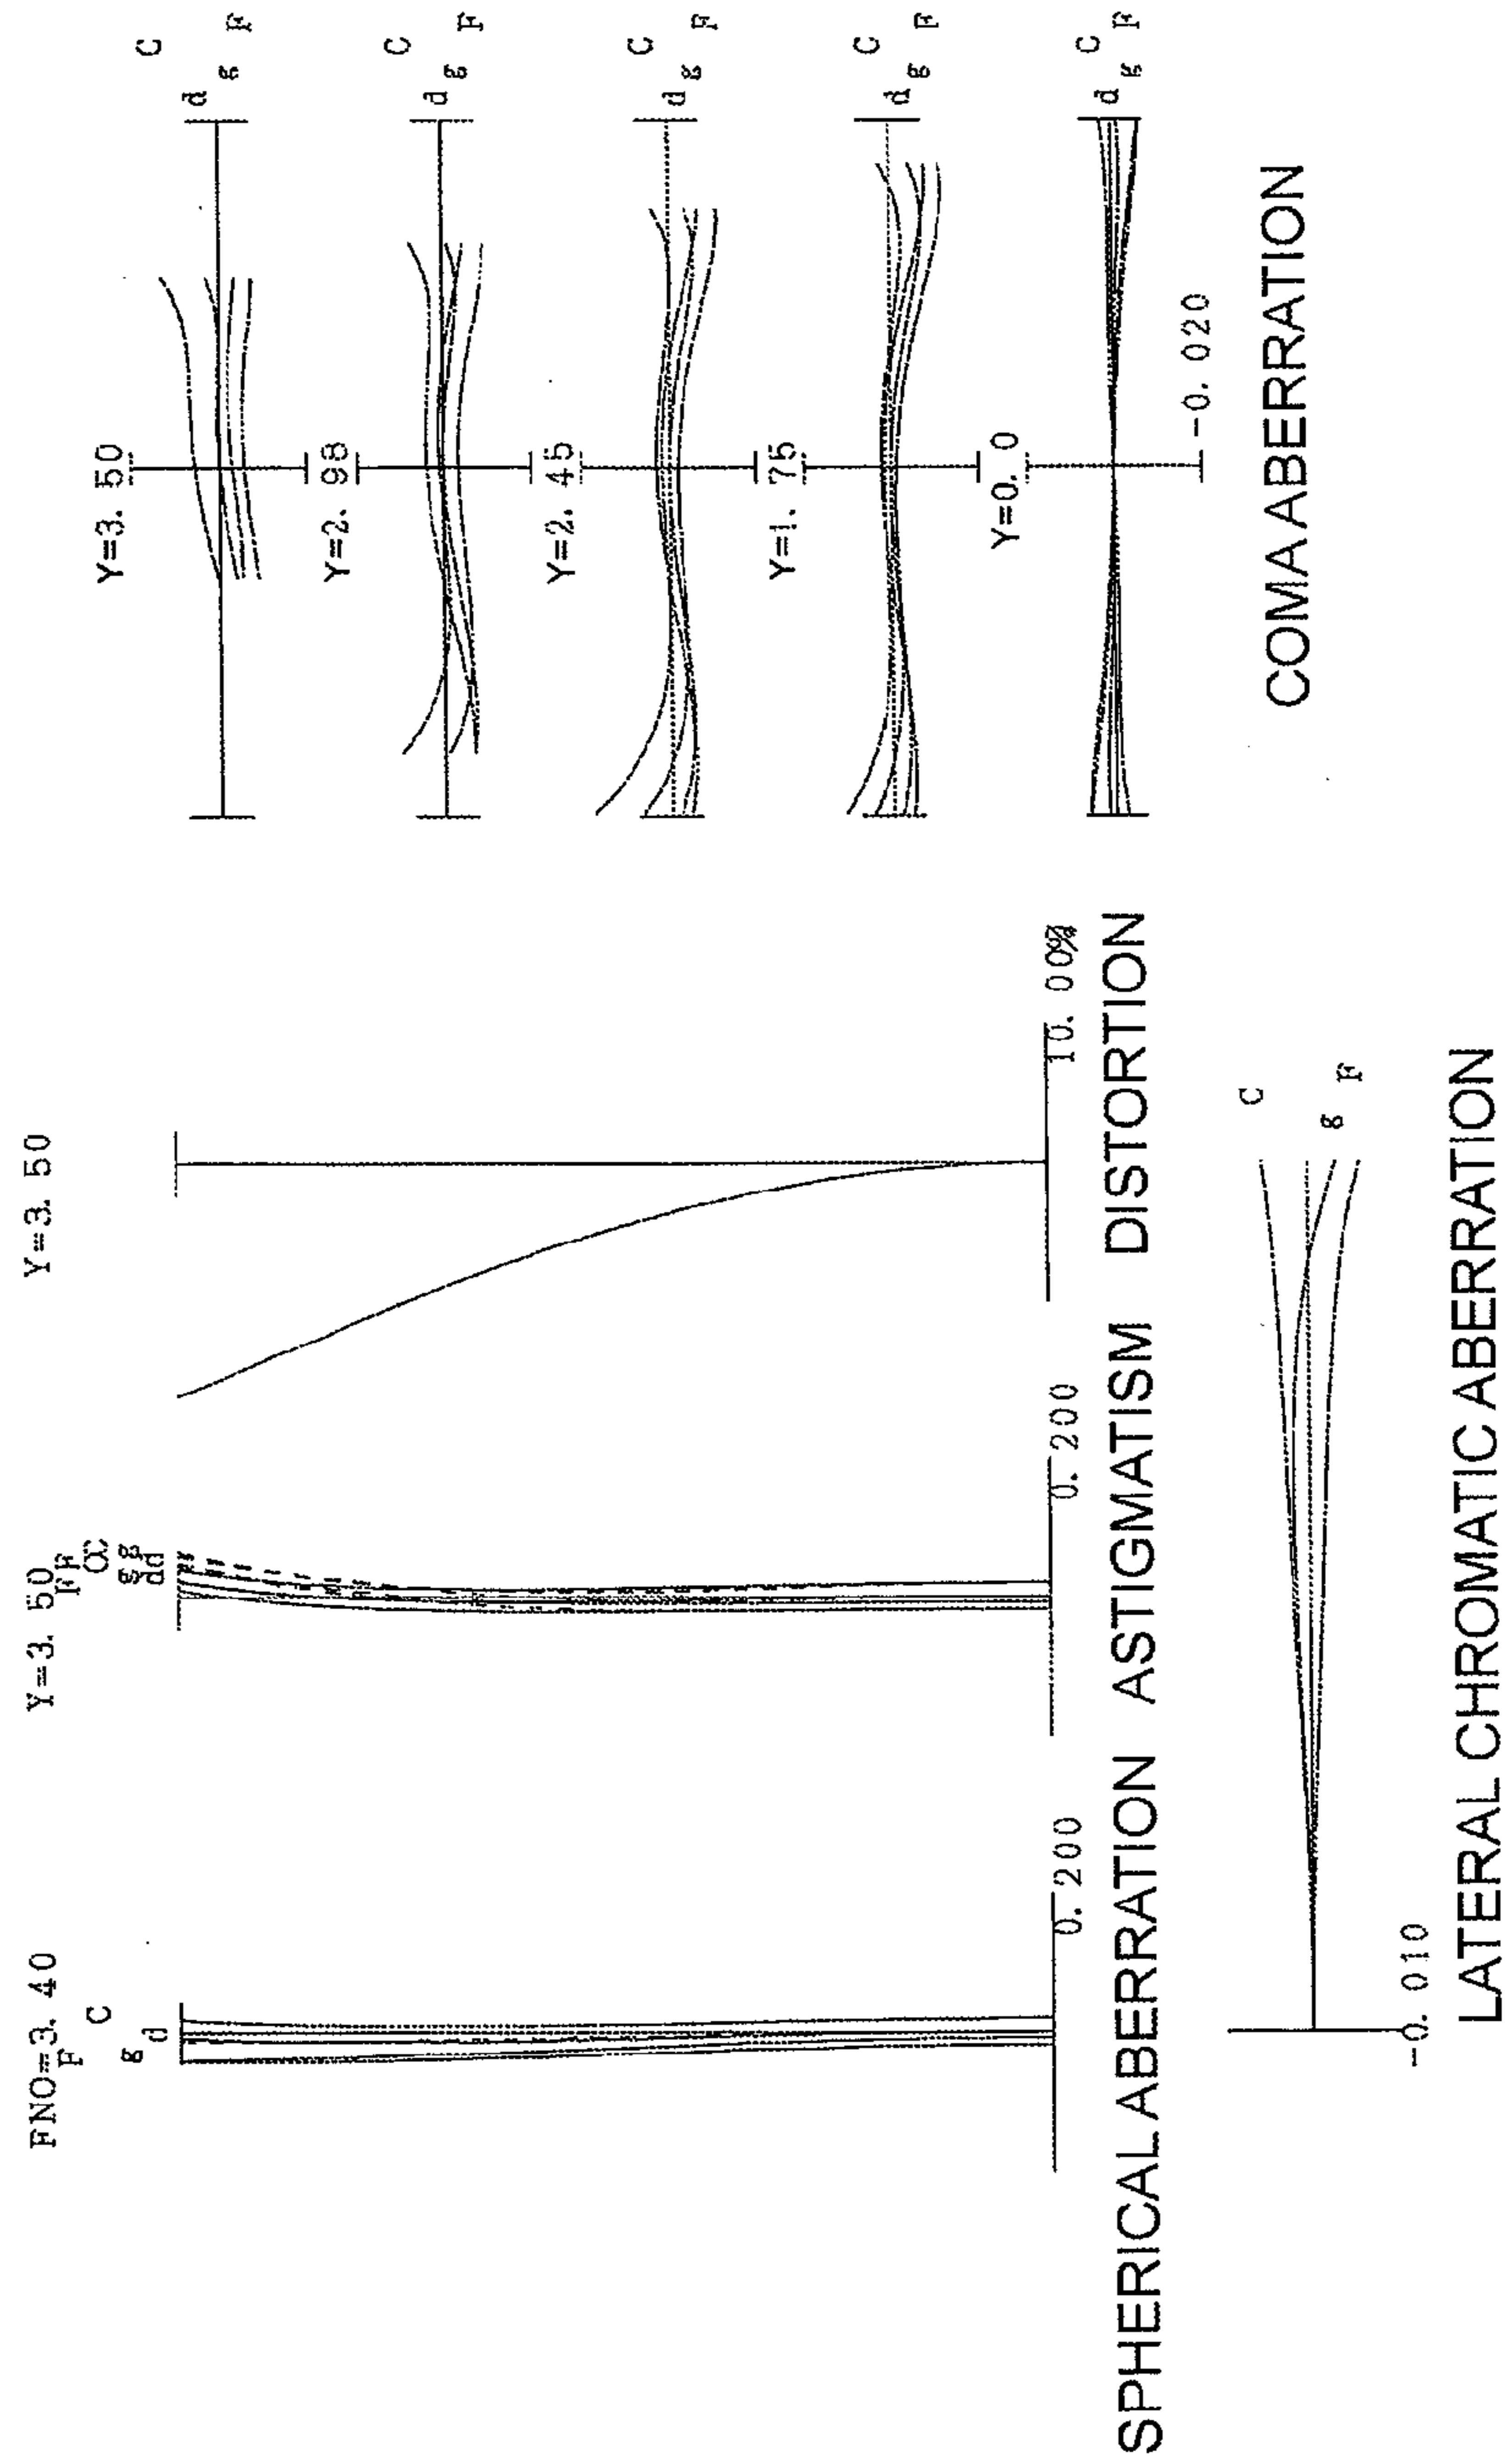 FNO=3. 40
F
C
g
d
0. 200
SPHERICAL ABERRATION
Y=3. 50
F F
C C
g g
d d
0. 200
ASTIGMATISM
Y=3. 50
10. 00%
DISTORTION
Y=3. 50
C
d
g
F
Y=2. 98
C
d
g
F
Y=2. 45
C
d
g
F
Y=1. 75
C
d
g
F
Y=0. 0
C
d
g
F
-0. 020
COMA ABERRATION
C
g
F
-0. 010
LATERAL CHROMATIC ABERRATION